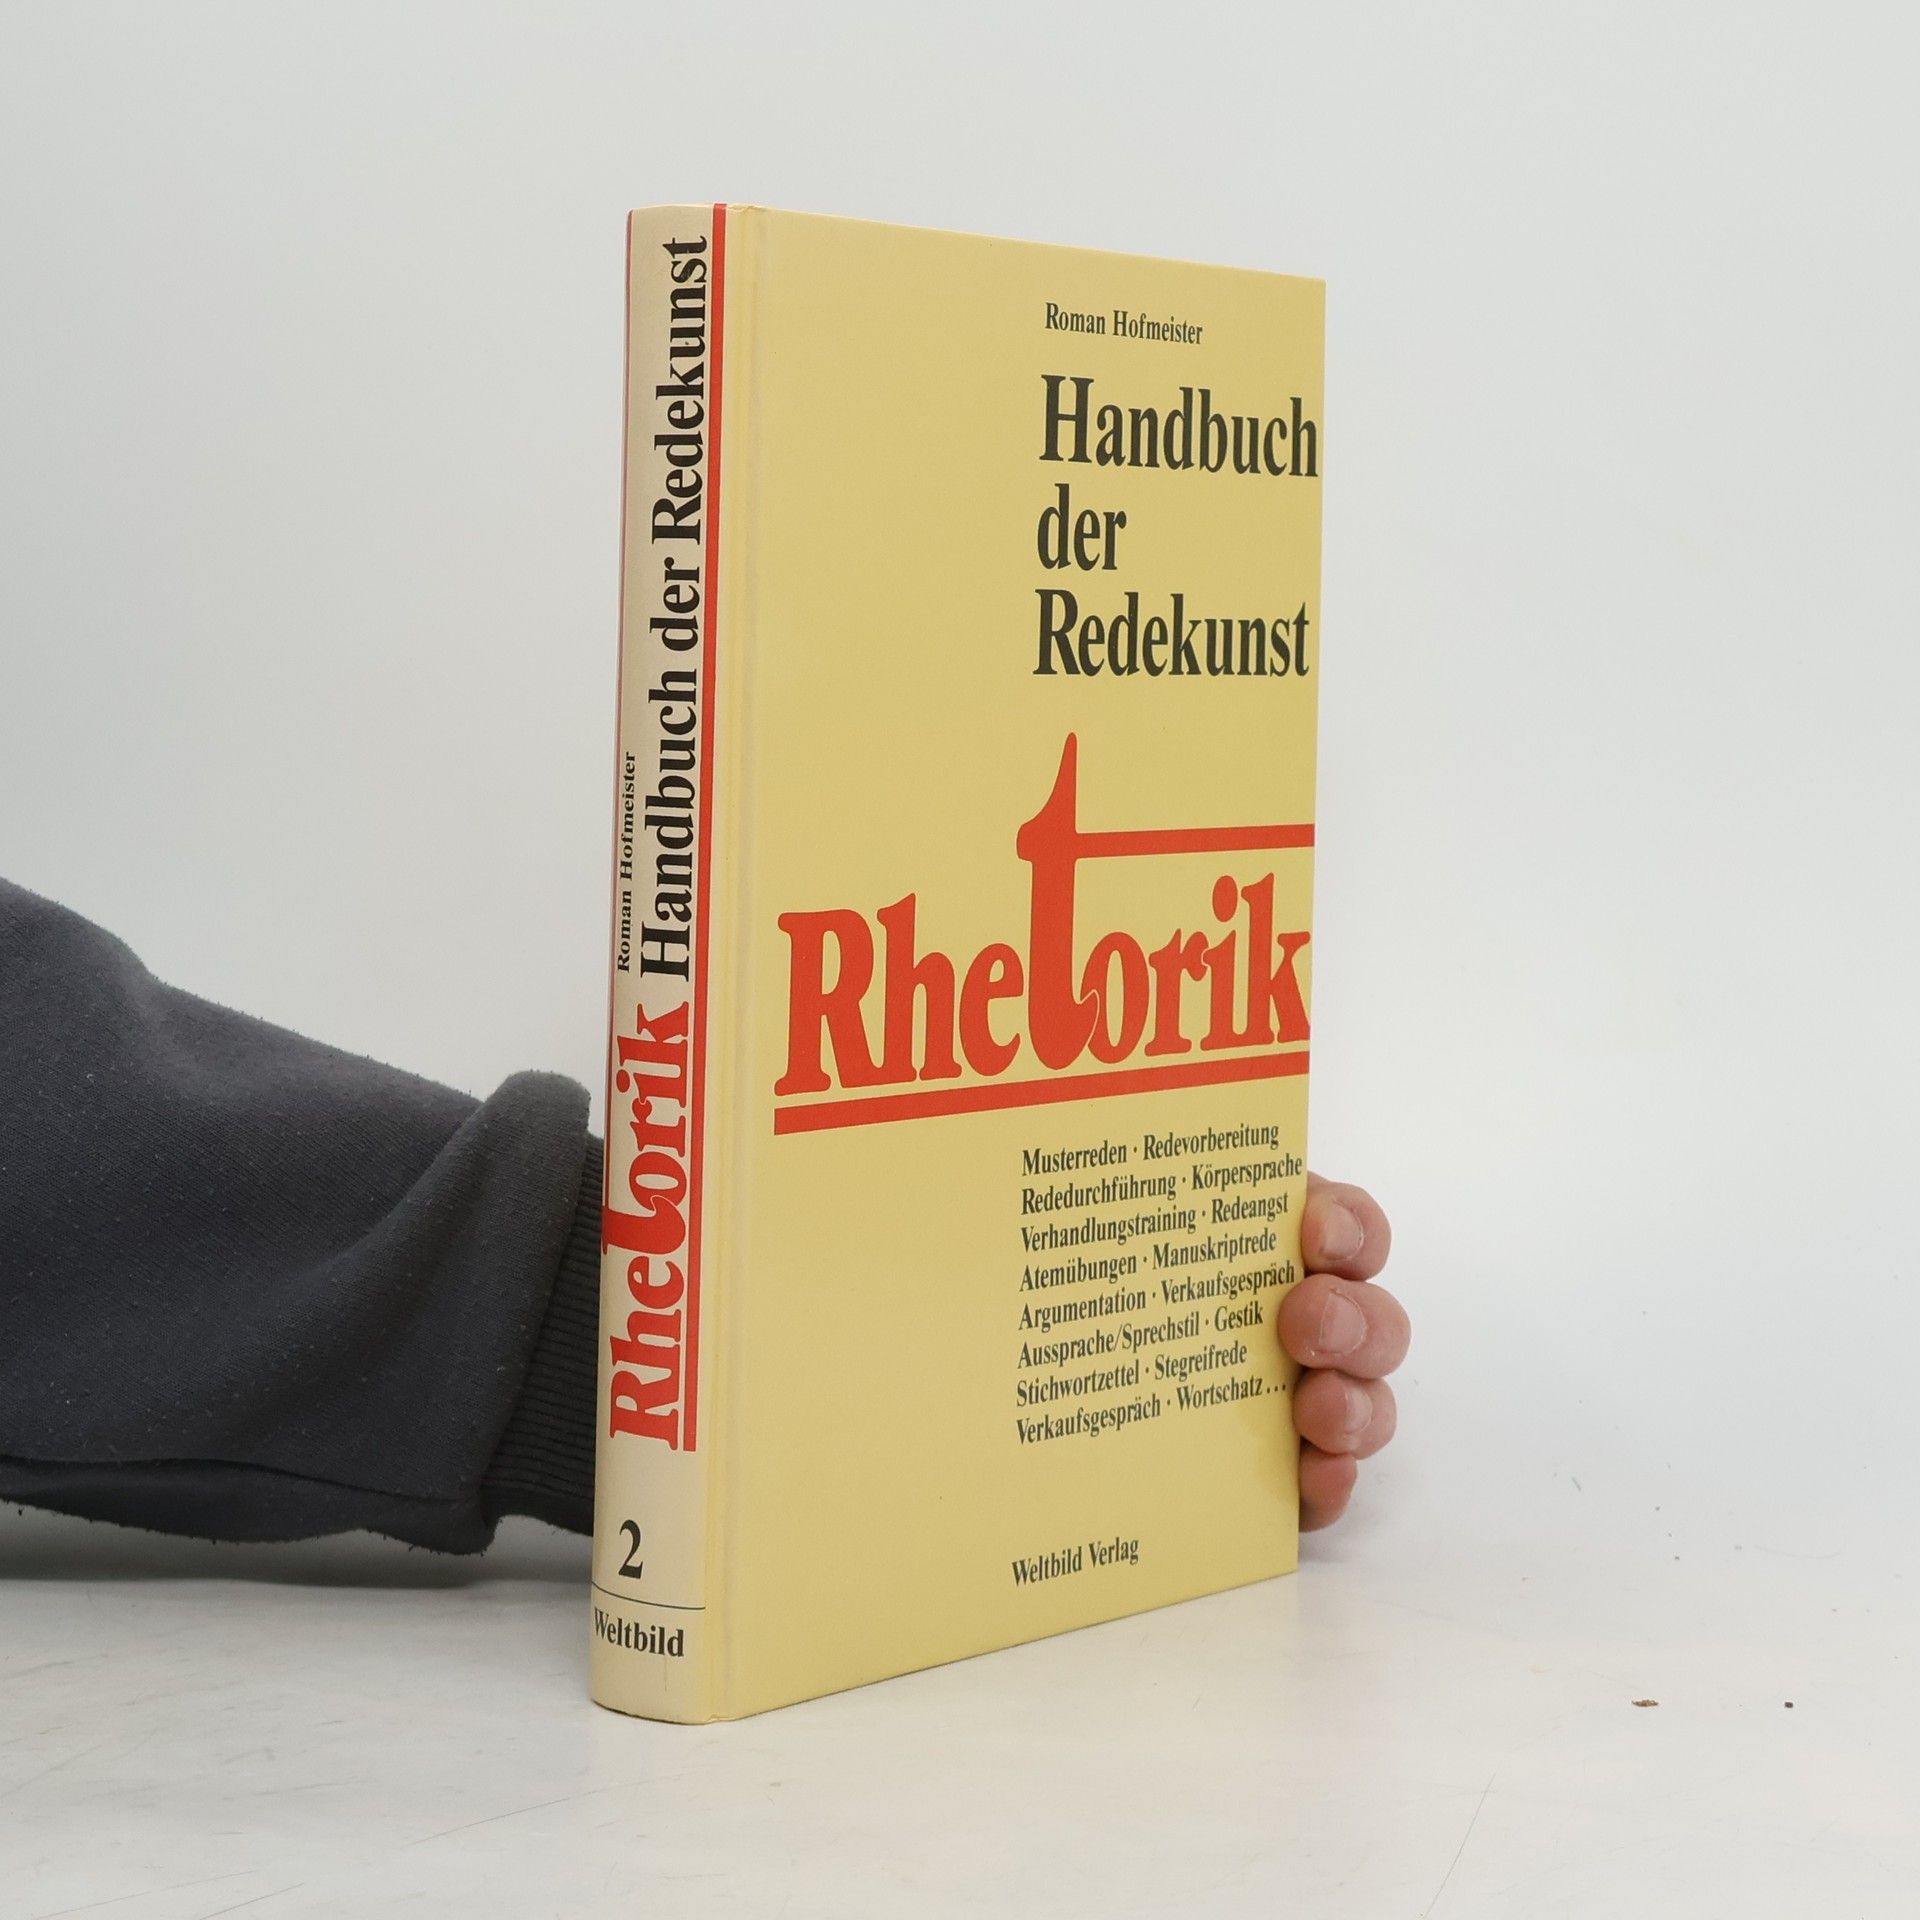 Roman Hofmeister
Rhetorik Handbuch der Redekunst
2
Weltbild
Roman Hofmeister
Handbuch
der
Redekunst
Rhetorik
Musterreden · Redevorbereitung
Rededurchführung · Körpersprache
Verhandlungstraining · Redeangst
Atemübungen · Manuskriptrede
Argumentation · Verkaufsgespräch
Aussprache/Sprechstil · Gestik
Stichwortzettel · Stegreifrede
Verkaufsgespräch · Wortschatz...
Weltbild Verlag